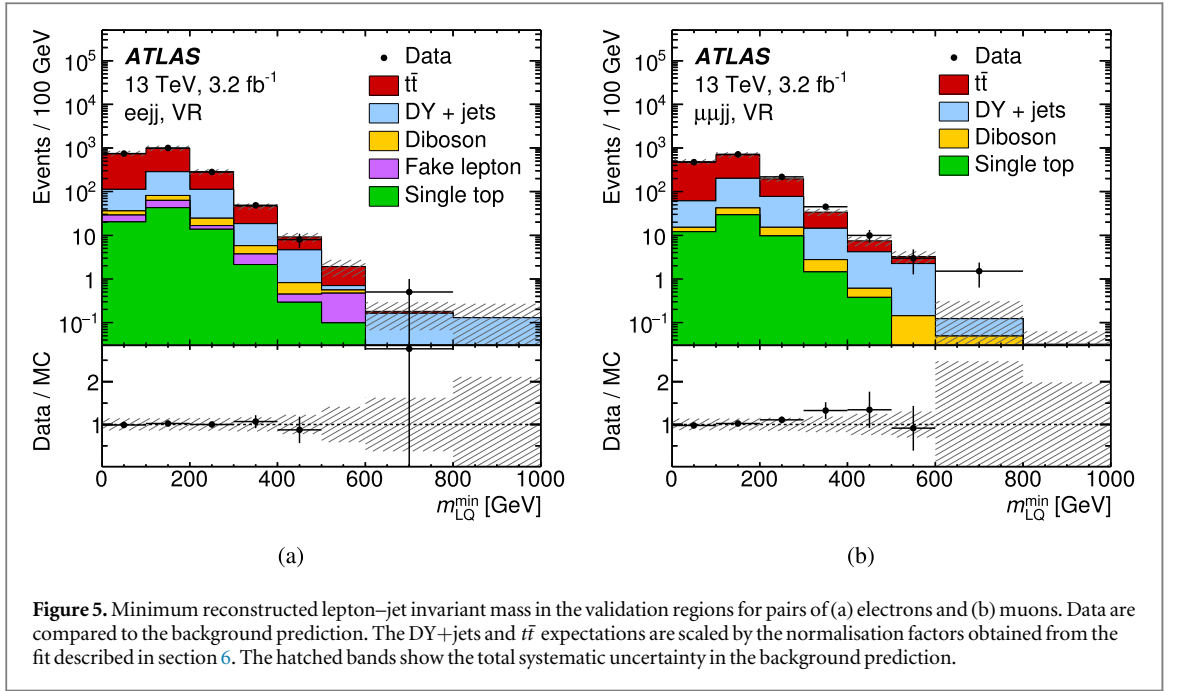 ATLAS
13 TeV, 3.2 fb⁻¹
eejj, VR
Data
tt̄
DY + jets
Diboson
Fake lepton
Single top
Events / 100 GeV
10⁵
10⁴
10³
10²
10
1
10⁻¹
Data / MC
2
1
0 200 400 600 800 1000
m_LQ^min [GeV]
(a)
ATLAS
13 TeV, 3.2 fb⁻¹
μμjj, VR
Data
tt̄
DY + jets
Diboson
Single top
Events / 100 GeV
10⁵
10⁴
10³
10²
10
1
10⁻¹
Data / MC
2
1
0 200 400 600 800 1000
m_LQ^min [GeV]
(b)
Figure 5. Minimum reconstructed lepton–jet invariant mass in the validation regions for pairs of (a) electrons and (b) muons. Data are
compared to the background prediction. The DY+jets and tt̄ expectations are scaled by the normalisation factors obtained from the
fit described in section 6. The hatched bands show the total systematic uncertainty in the background prediction.